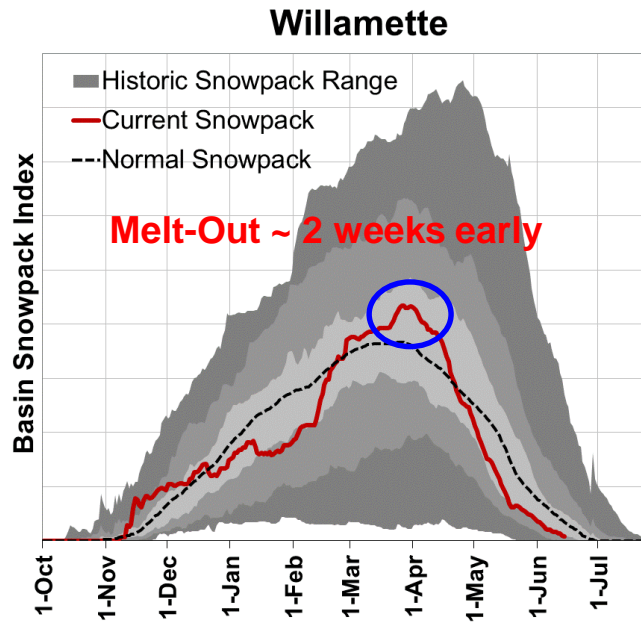 Willamette
Historic Snowpack Range
Current Snowpack
Normal Snowpack
Melt-Out ~ 2 weeks early
Basin Snowpack Index
1-Oct
1-Nov
1-Dec
1-Jan
1-Feb
1-Mar
1-Apr
1-May
1-Jun
1-Jul